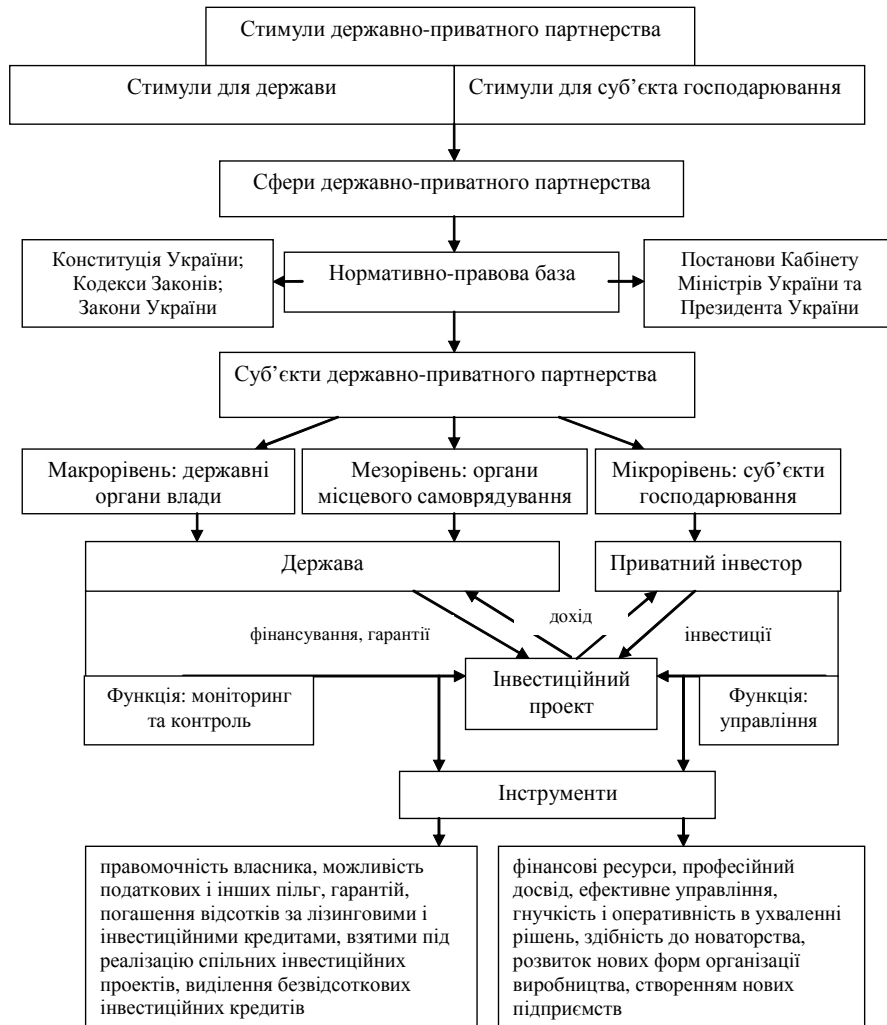 Стимули державно-приватного партнерства
Стимули для держави
Стимули для суб’єкта господарювання
Сфери державно-приватного партнерства
Конституція України;
Кодекси Законів;
Закони України
Нормативно-правова база
Постанови Кабінету
Міністрів України та
Президента України
Суб’єкти державно-приватного партнерства
Макрорівень: державні
органи влади
Мезорівень: органи
місцевого самоврядування
Мікрорівень: суб’єкти
господарювання
Держава
Приватний інвестор
дохід
фінансування, гарантії
інвестиції
Інвестиційний
проект
Функція: моніторинг
та контроль
Функція:
управління
Інструменти
правомочність власника, можливість
податкових і інших пільг, гарантій,
погашення відсотків за лізинговими і
інвестиційними кредитами, взятими під
реалізацію спільних інвестиційних
проектів, виділення безвідсоткових
інвестиційних кредитів
фінансові ресурси, професійний
досвід, ефективне управління,
гнучкість і оперативність в ухваленні
рішень, здібність до новаторства,
розвиток нових форм організації
виробництва, створенням нових
підприємств